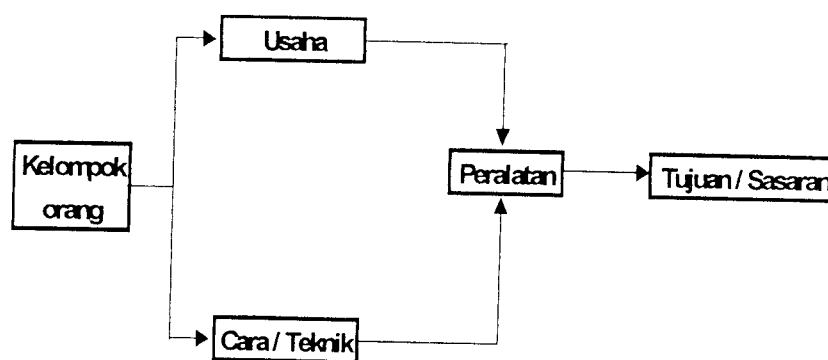 Usaha
Kelompok
orang
Peralatan
Tujuan / Sasaran
Cara / Teknik